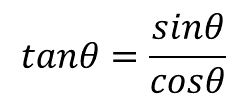 tanθ = sinθ/cosθ